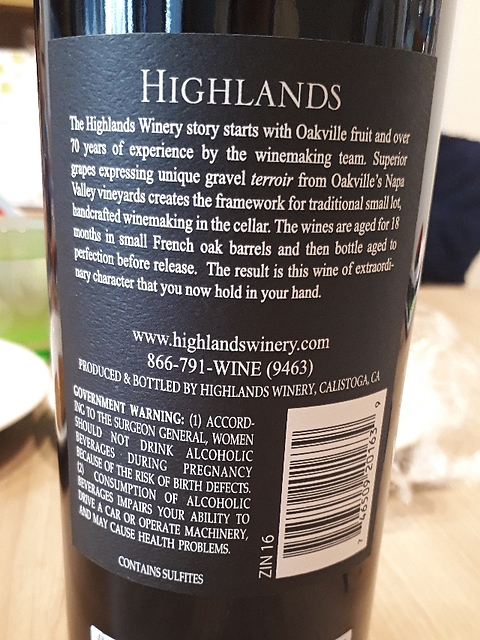 HIGHLANDS
The Highlands Winery story starts with Oakville fruit and over
70 years of experience by the winemaking team. Superior
grapes expressing unique gravel terroir from Oakville's Napa
Valley vineyards creates the framework for traditional small lot,
handcrafted winemaking in the cellar. The wines are aged for 18
months in small French oak barrels and then bottle aged to
perfection before release. The result is this wine of extraordi-
nary character that you now hold in your hand.
www.highlandswinery.com
866-791-WINE (9463)
PRODUCED & BOTTLED BY HIGHLANDS WINERY, CALISTOGA, CA
GOVERNMENT WARNING: (1) ACCORD-
ING TO THE SURGEON GENERAL, WOMEN
SHOULD NOT DRINK ALCOHOLIC
BEVERAGES DURING PREGNANCY
BECAUSE OF THE RISK OF BIRTH DEFECTS.
(2) CONSUMPTION OF ALCOHOLIC
BEVERAGES IMPAIRS YOUR ABILITY TO
DRIVE A CAR OR OPERATE MACHINERY,
AND MAY CAUSE HEALTH PROBLEMS.
CONTAINS SULFITES
ZIN 16
7 46509 20163 9